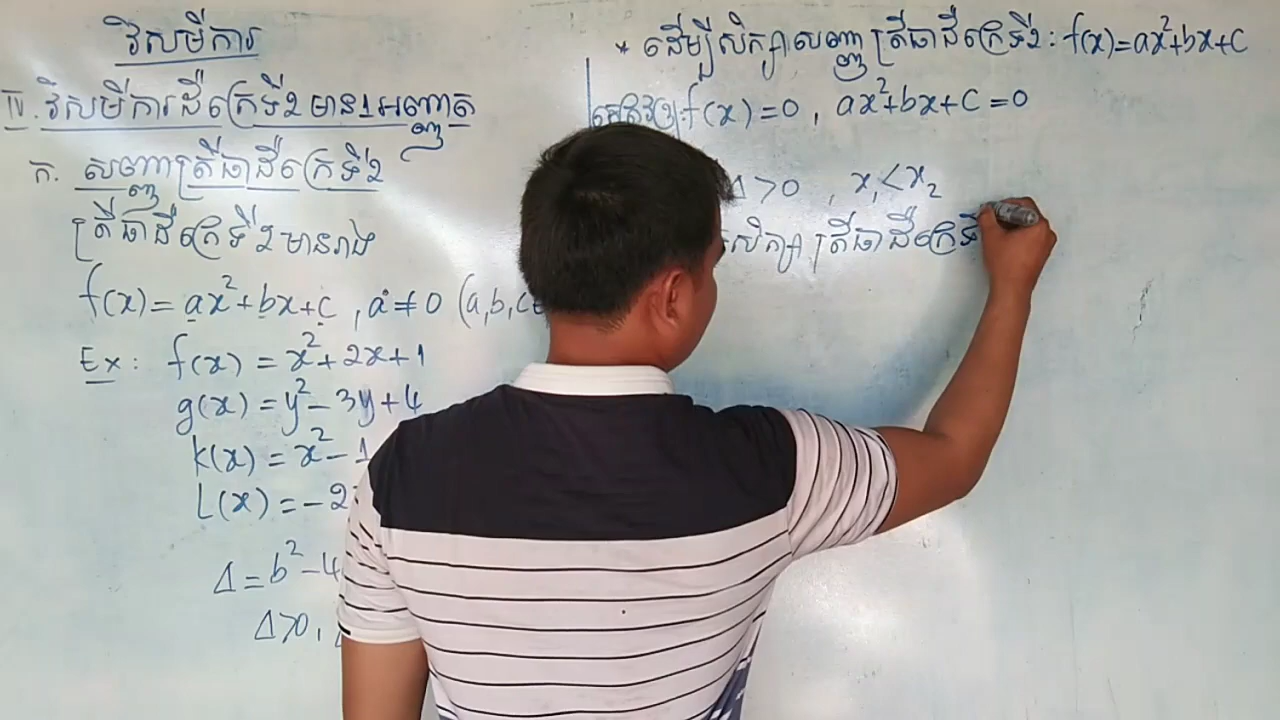 វិសមីការ
IV. វិសមីការដឺក្រេទី២ មាន1អញ្ញាត
ក. សញ្ញាត្រីធាដឺក្រេទី២
ត្រីធាដឺក្រេទី២ មានរាង
f(x) = ax²+bx+c , a ≠ 0 (a,b,c
Ex : f(x) = x²+2x+1
g(x) = y²-3y+4
k(x) = x²-1
L(x) = -2
Δ = b²-4
Δ>0 ,
* ដើម្បីសិក្សាសញ្ញាត្រីធាដឺក្រេទី២ : f(x)=ax²+bx+c
f(x)=0 , ax²+bx+c=0
Δ>0 , x₁<x₂
សិក្សា ត្រីធាដឺក្រេទី